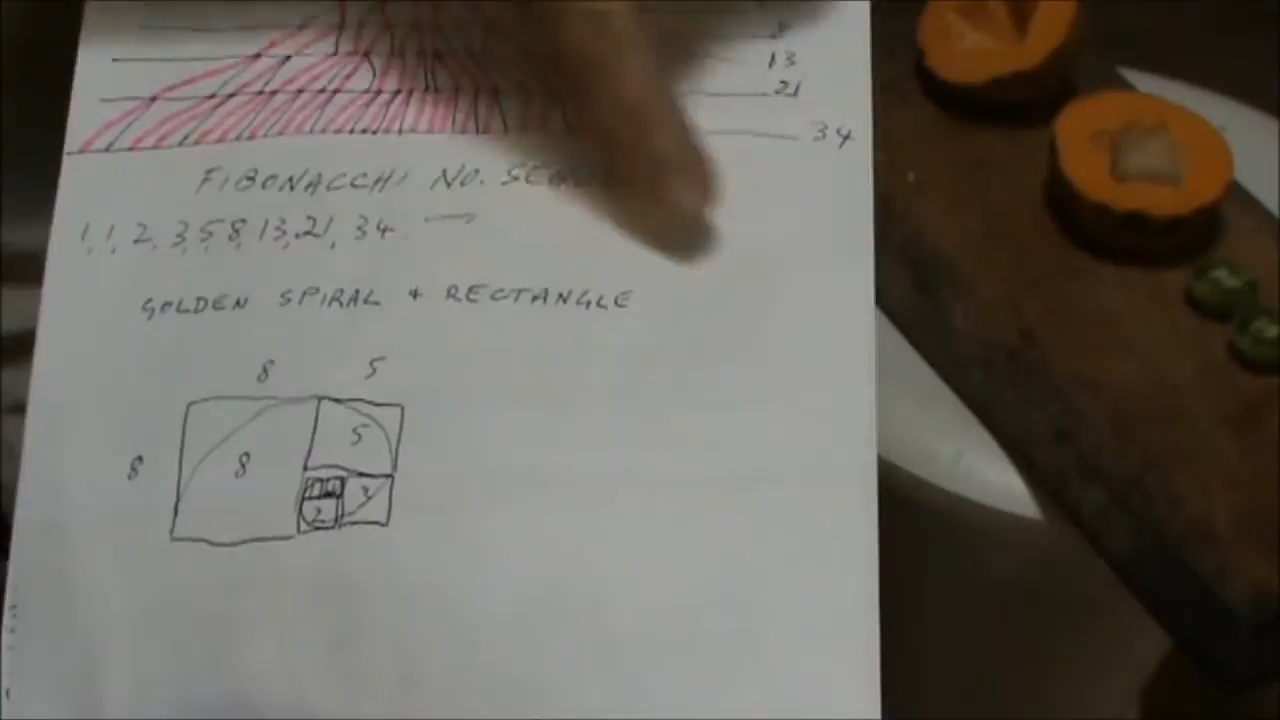 13
21
34
FIBONACCHI NO.
1, 1, 2, 3, 5, 8, 13, 21, 34
GOLDEN SPIRAL + RECTANGLE
8 5
5
8 8
2